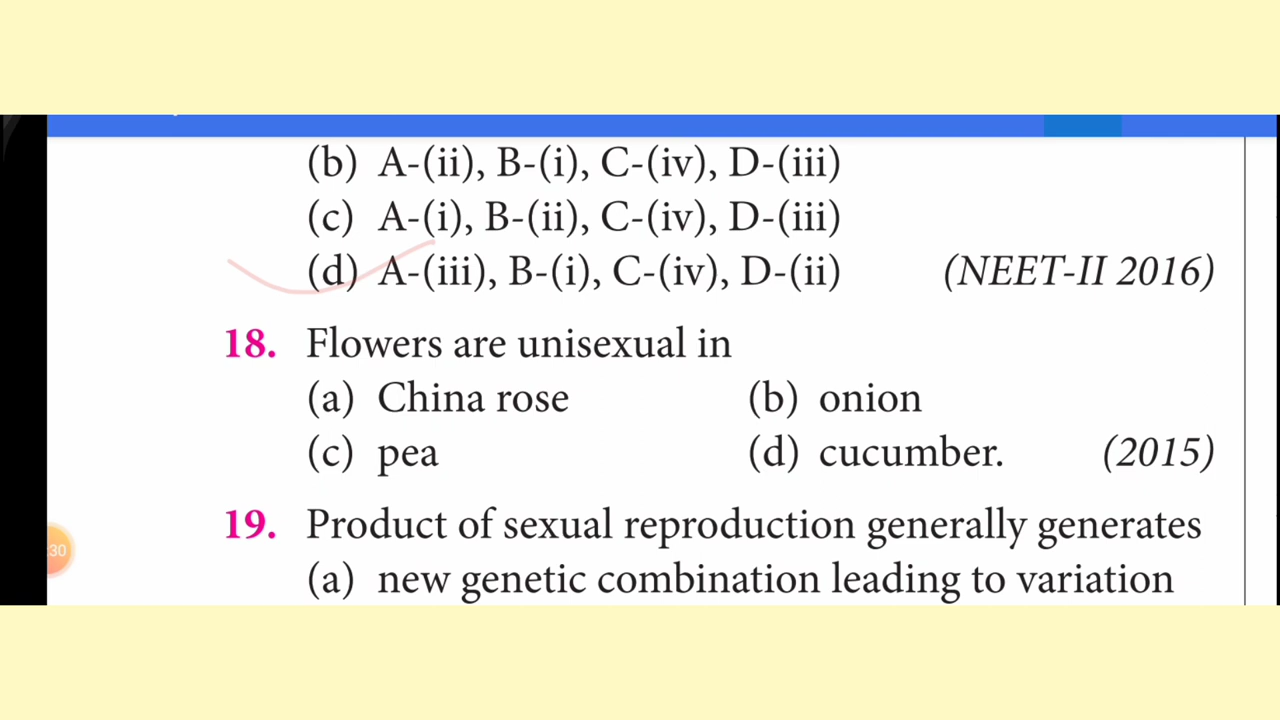 (b) A-(ii), B-(i), C-(iv), D-(iii)
(c) A-(i), B-(ii), C-(iv), D-(iii)
(d) A-(iii), B-(i), C-(iv), D-(ii) (NEET-II 2016)
18. Flowers are unisexual in
(a) China rose (b) onion
(c) pea (d) cucumber. (2015)
19. Product of sexual reproduction generally generates
30
(a) new genetic combination leading to variation